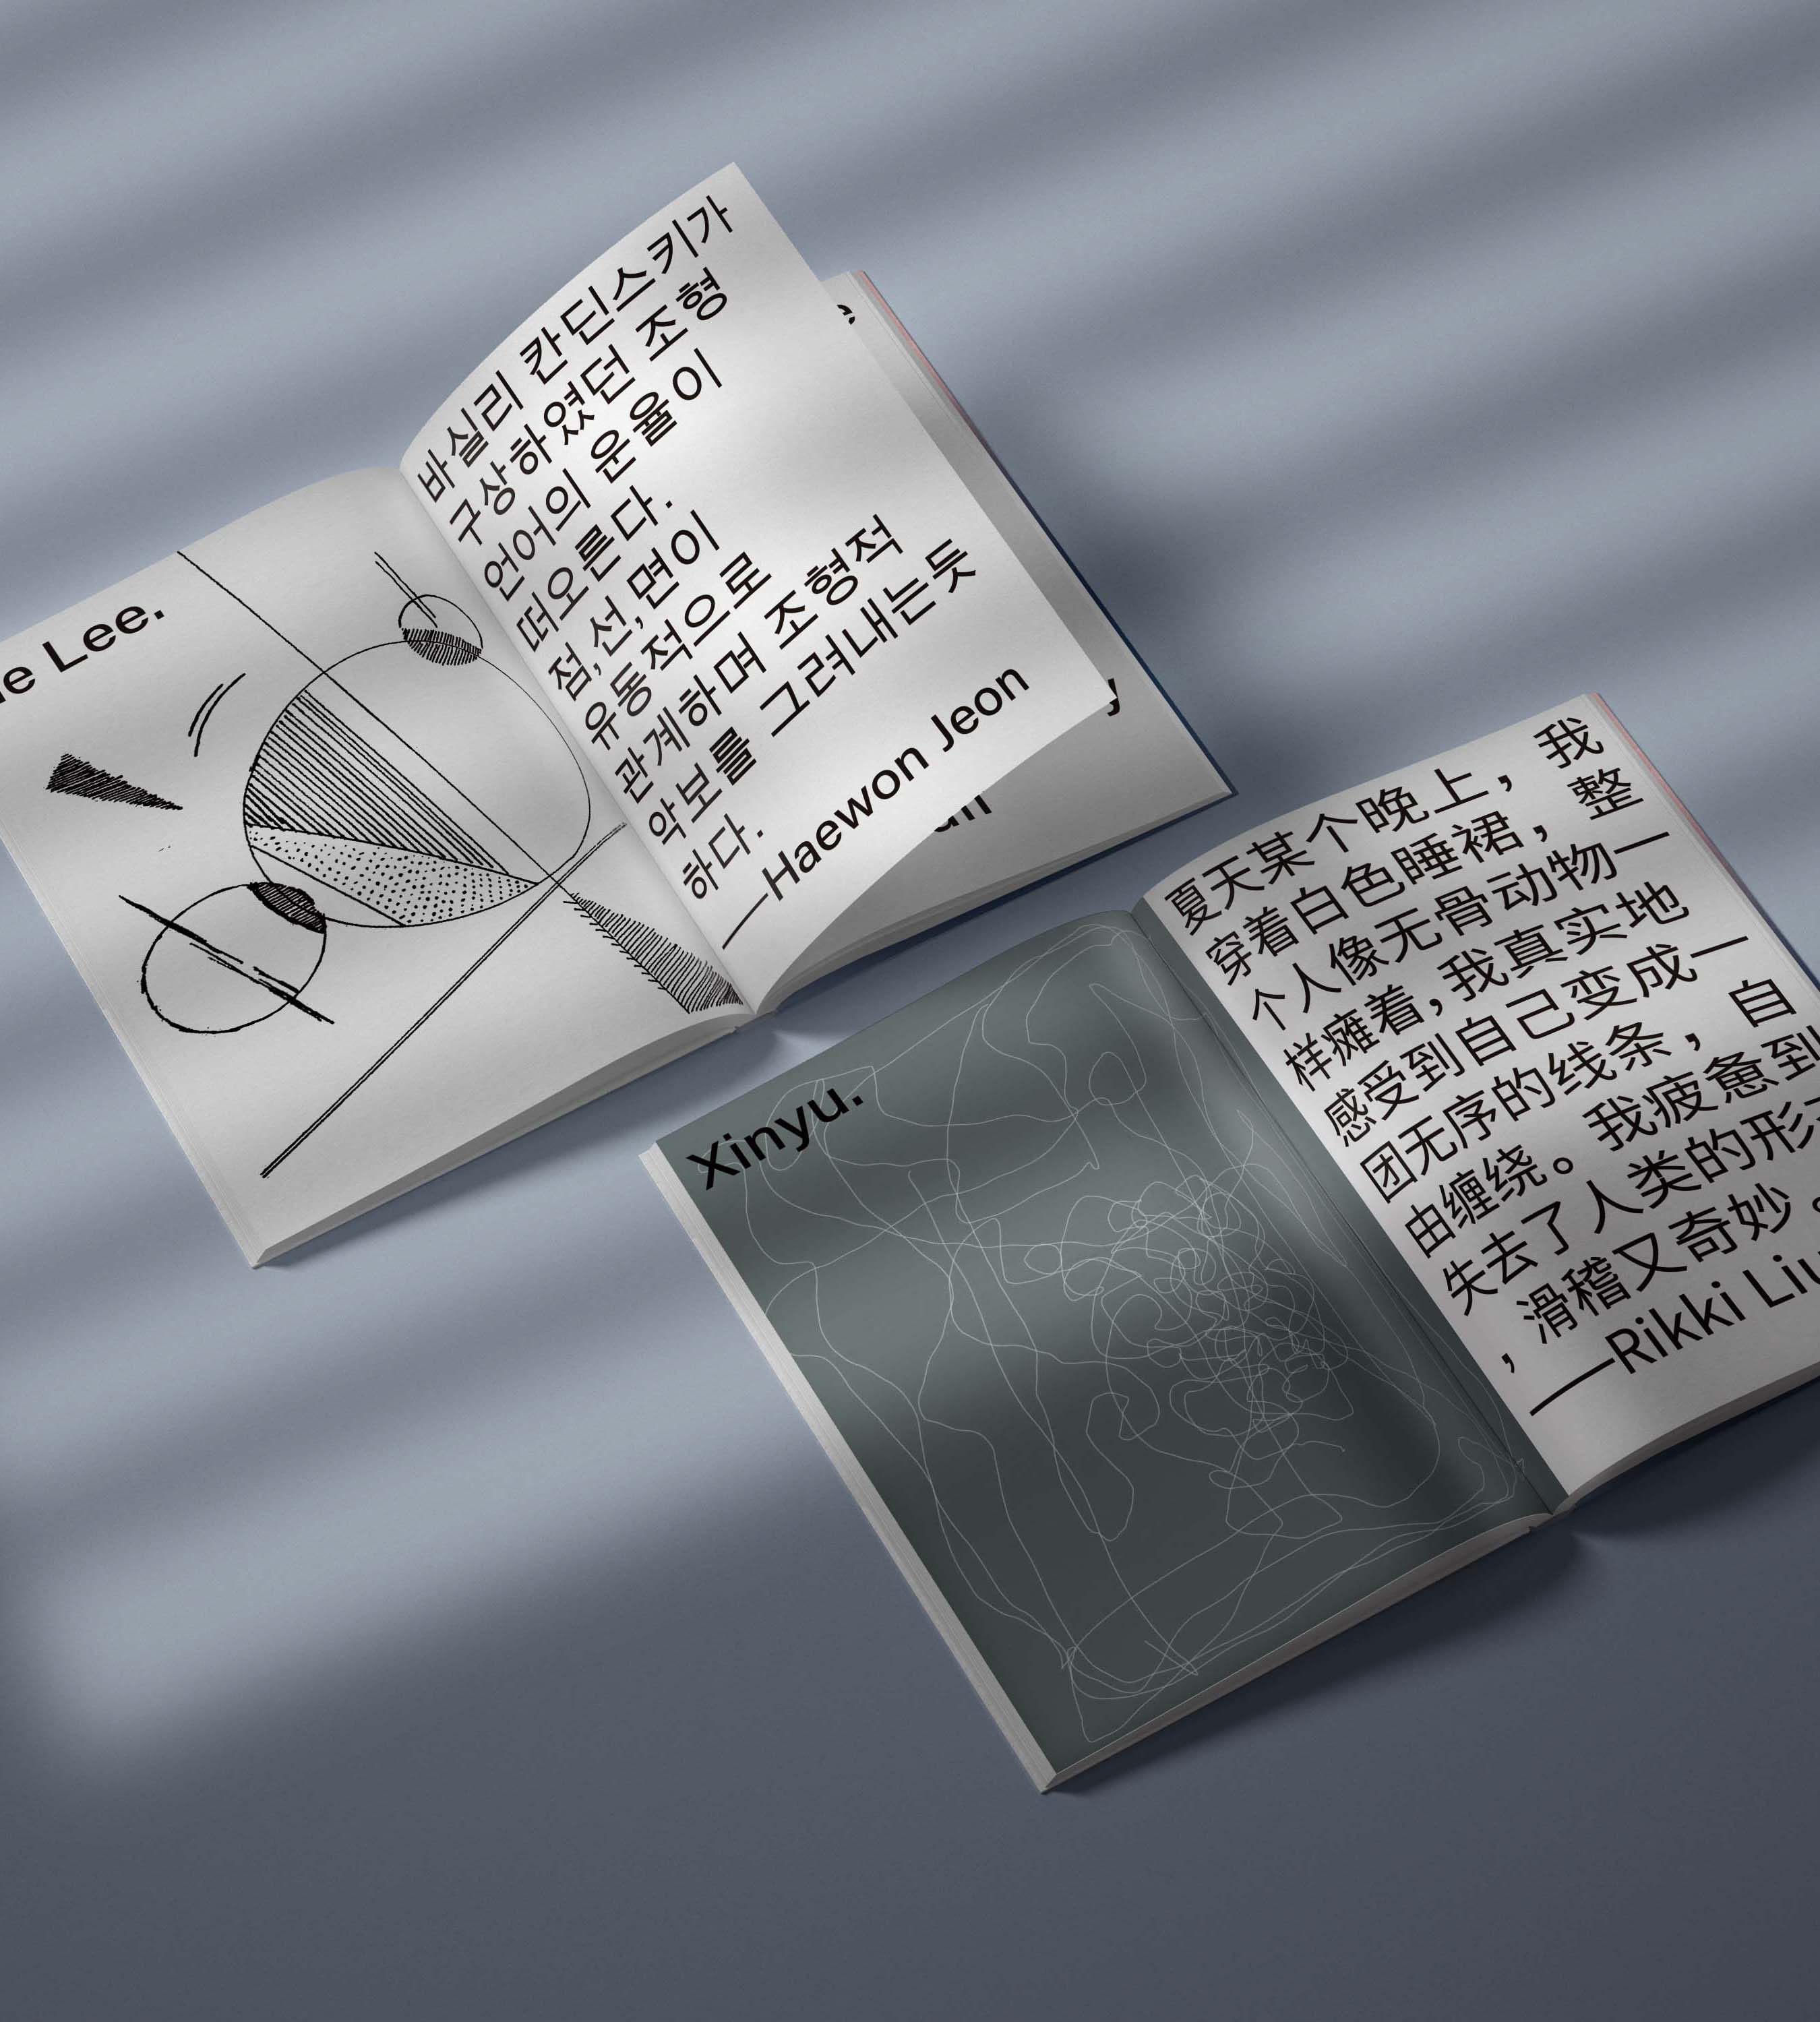 e Lee.
바실리 칸딘스키가
구상하였던 조형
언어의 운율이
떠오른다.
점, 선, 면이
유동적으로
관계하며 조형적
악보를 그려내는듯
하다.
—Haewon Jeon
e
y
Xinyu.
夏天某个晚上，我
穿着白色睡裙，整
个人像无骨动物一
样瘫着，我真实地
感受到自己变成一
团无序的线条，自
由缠绕。我疲惫到
失去了人类的形
，滑稽又奇妙。
—Rikki Liu